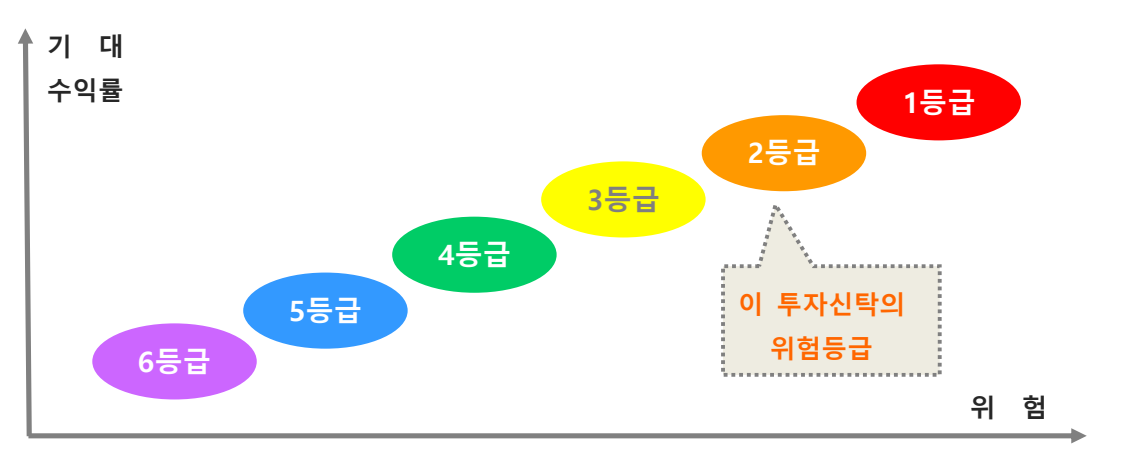 기 대
수익률
1등급
2등급
3등급
4등급
5등급
6등급
이 투자신탁의
위험등급
위 험